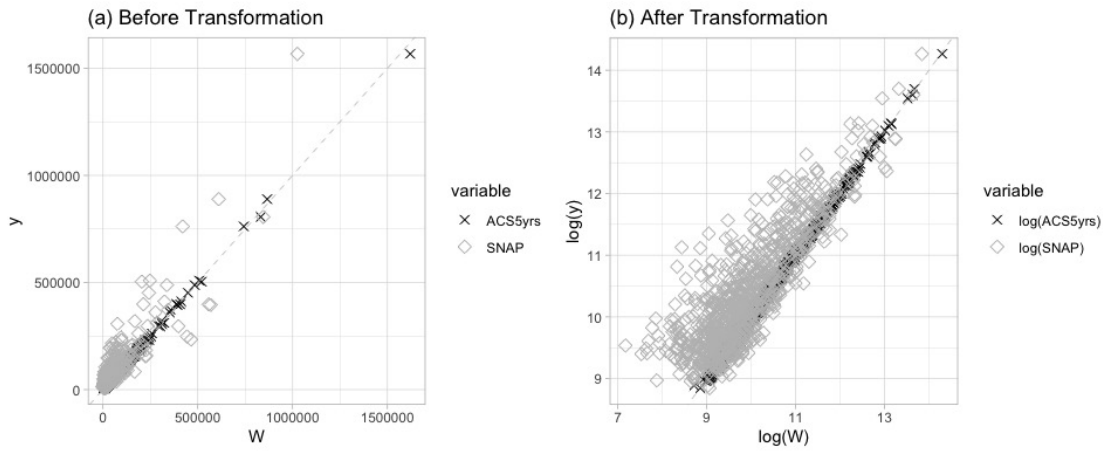 (a) Before Transformation
1500000
1000000
500000
0
y
0
500000
1000000
1500000
W
variable
ACS5yrs
SNAP
(b) After Transformation
14
13
12
11
10
9
log(y)
7
9
11
13
log(W)
variable
log(ACS5yrs)
log(SNAP)